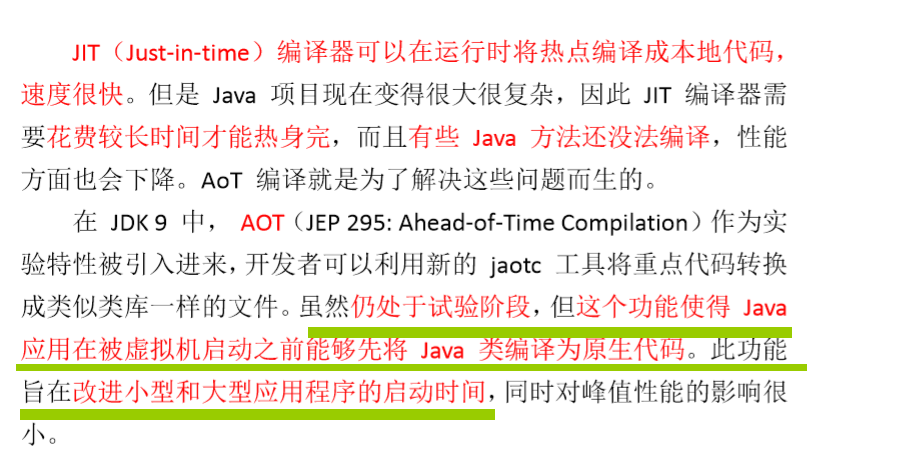 JIT（Just-in-time）编译器可以在运行时将热点编译成本地代码，
速度很快。但是 Java 项目现在变得很大很复杂，因此 JIT 编译器需
要花费较长时间才能热身完，而且有些 Java 方法还没法编译，性能
方面也会下降。AoT 编译就是为了解决这些问题而生的。
在 JDK 9 中， AOT（JEP 295: Ahead-of-Time Compilation）作为实
验特性被引入进来，开发者可以利用新的 jaotc 工具将重点代码转换
成类似类库一样的文件。虽然仍处于试验阶段，但这个功能使得 Java
应用在被虚拟机启动之前能够先将 Java 类编译为原生代码。此功能
旨在改进小型和大型应用程序的启动时间，同时对峰值性能的影响很
小。